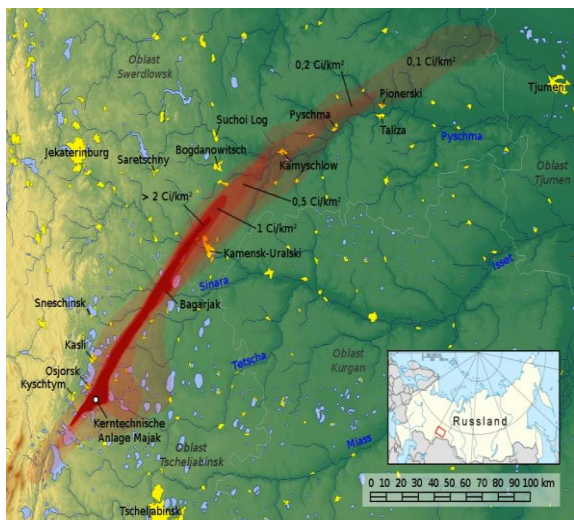 Oblast
Swerdlowsk
0,2 Ci/km²
0,1 Ci/km²
Tjumen
Pionerski
Suchoi Log
Pyschma
Taliza
Pyschma
Jekaterinburg
Bogdanowitsch
Saretschny
Kamyschlow
Oblast
Tjumen
> 2 Ci/km²
0,5 Ci/km²
1 Ci/km²
Kamensk-Uralski
Isset
Sinara
Bagarjak
Sneschinsk
Kasli
Tetscha
Oblast
Kurgan
Osjorsk
Kyschtym
Russland
Kerntechnische
Anlage Majak
Miass
Oblast
Tscheljabinsk
0 10 20 30 40 50 60 70 80 90 100 km
Tscheljabinsk